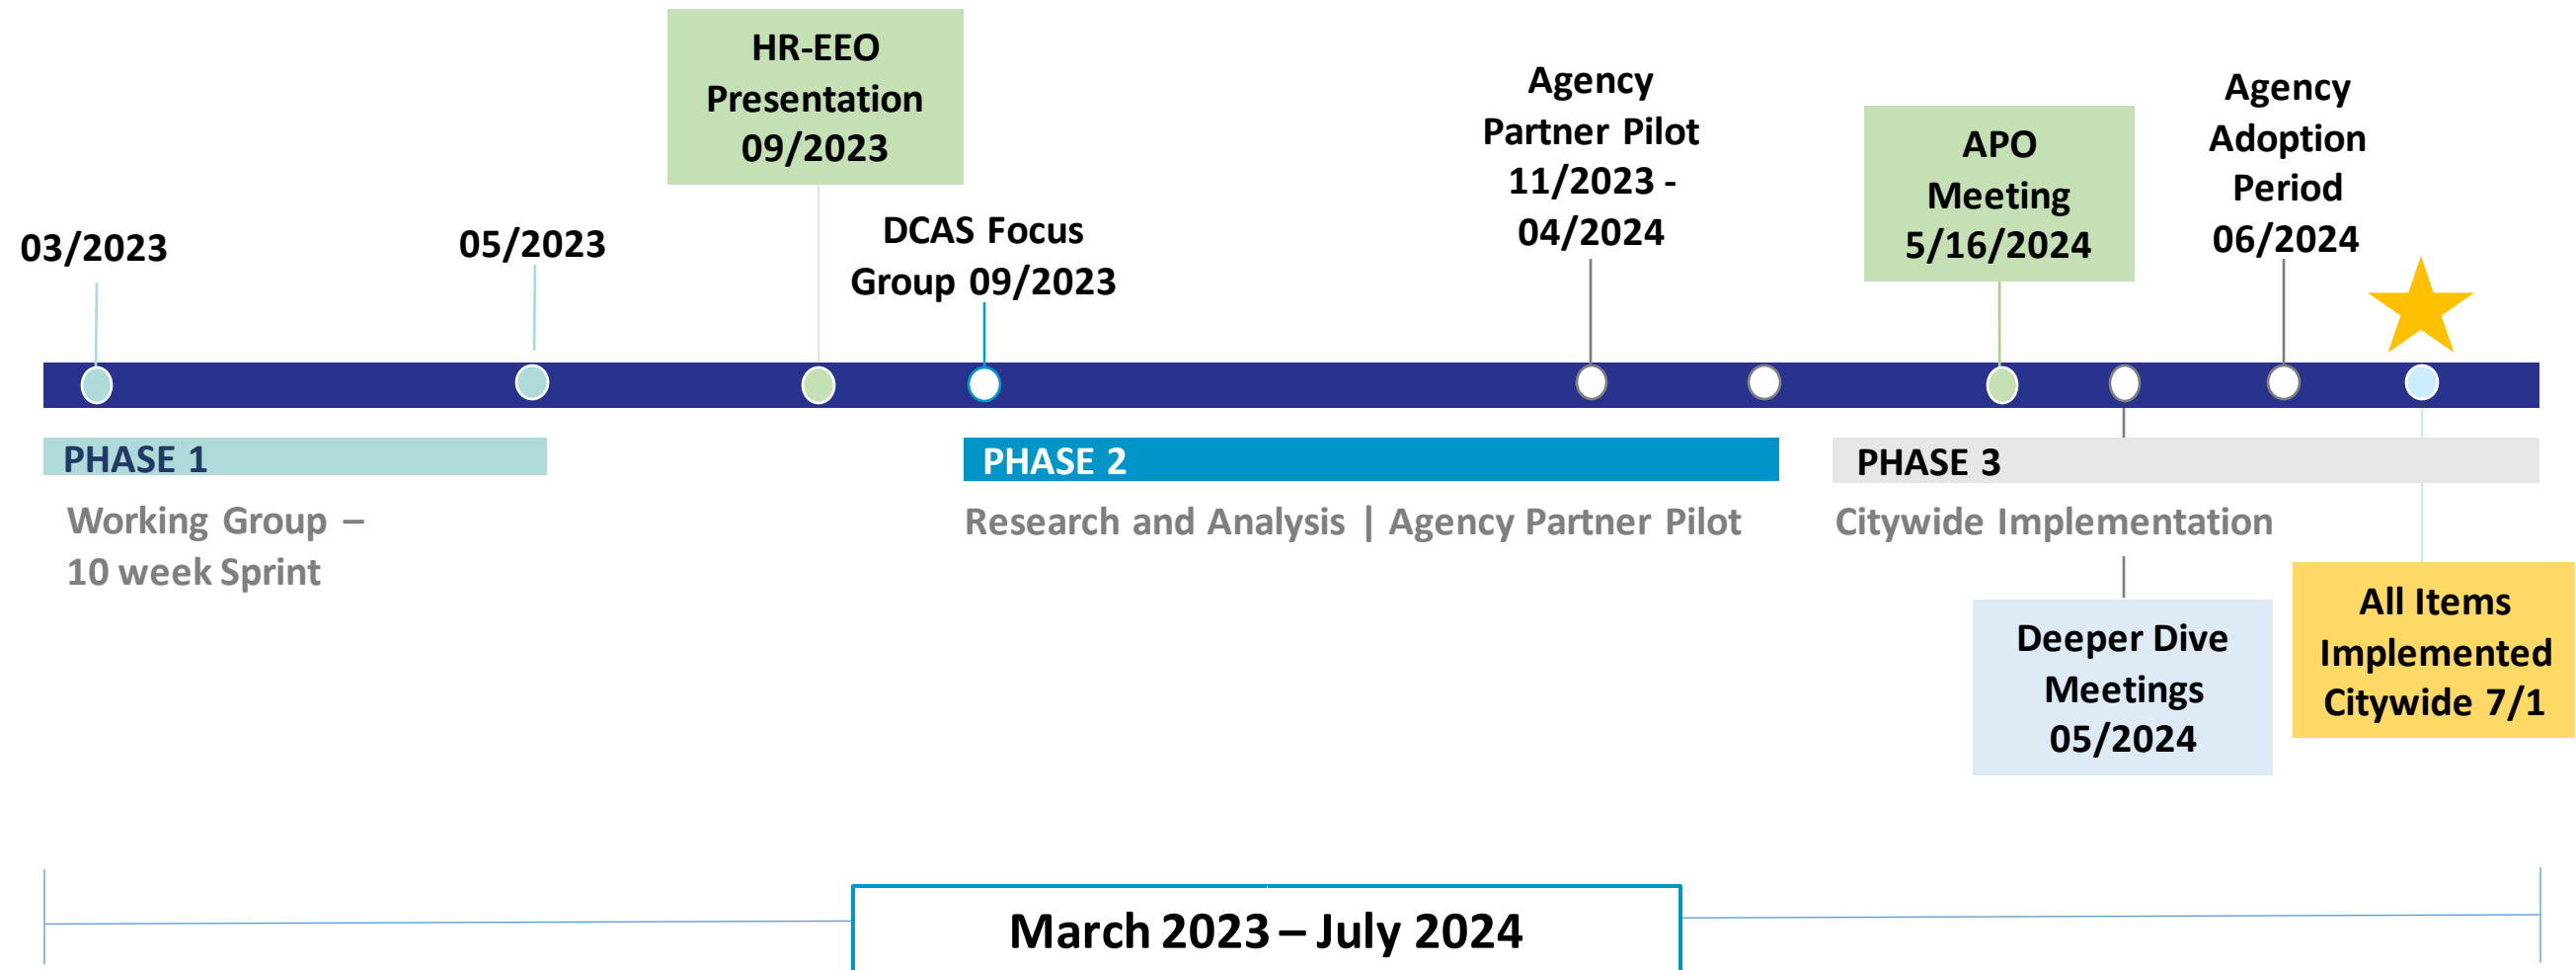 HR-EEO
Presentation
09/2023
Agency
Partner Pilot
11/2023 -
04/2024
Agency
Adoption
Period
06/2024
APO
Meeting
5/16/2024
03/2023
05/2023
DCAS Focus
Group 09/2023
PHASE 1
PHASE 2
PHASE 3
Working Group –
10 week Sprint
Research and Analysis | Agency Partner Pilot
Citywide Implementation
Deeper Dive
Meetings
05/2024
All Items
Implemented
Citywide 7/1
March 2023 – July 2024